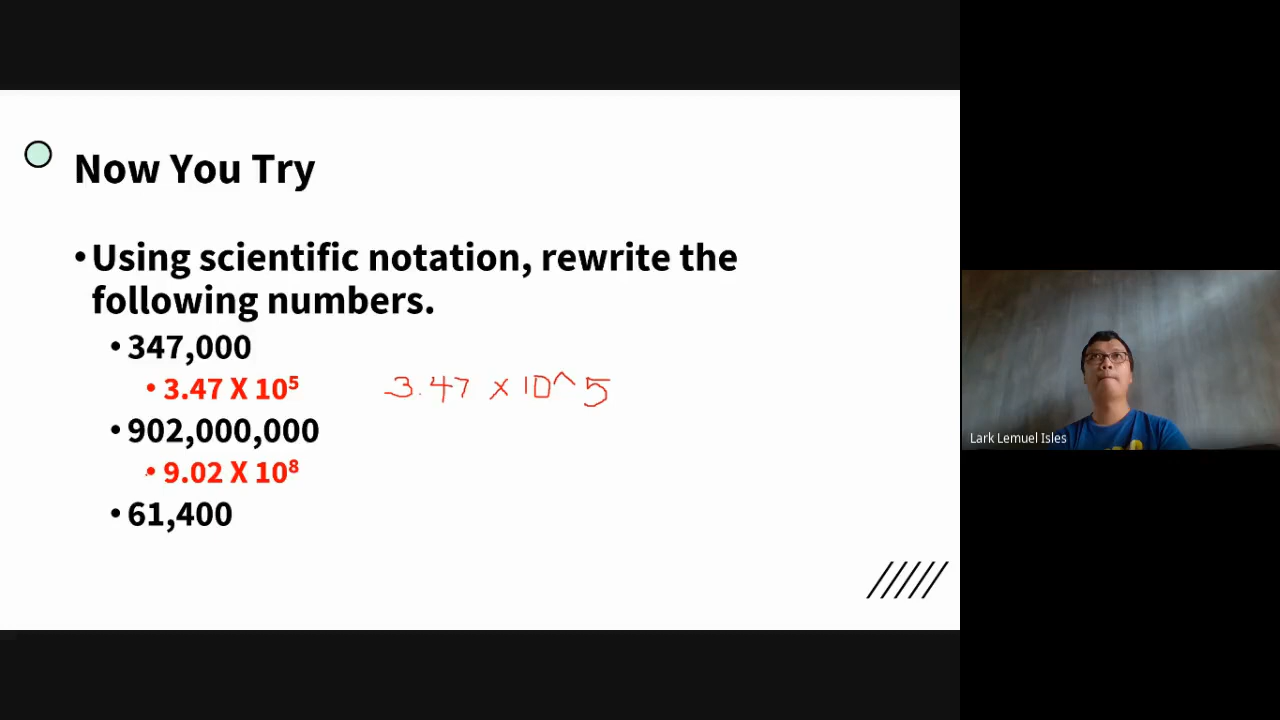 Now You Try
•Using scientific notation, rewrite the
following numbers.
•347,000
•3.47 X 10⁵ 3.47 ×10^5
•902,000,000
•9.02 X 10⁸
•61,400
Lark Lemuel Isles